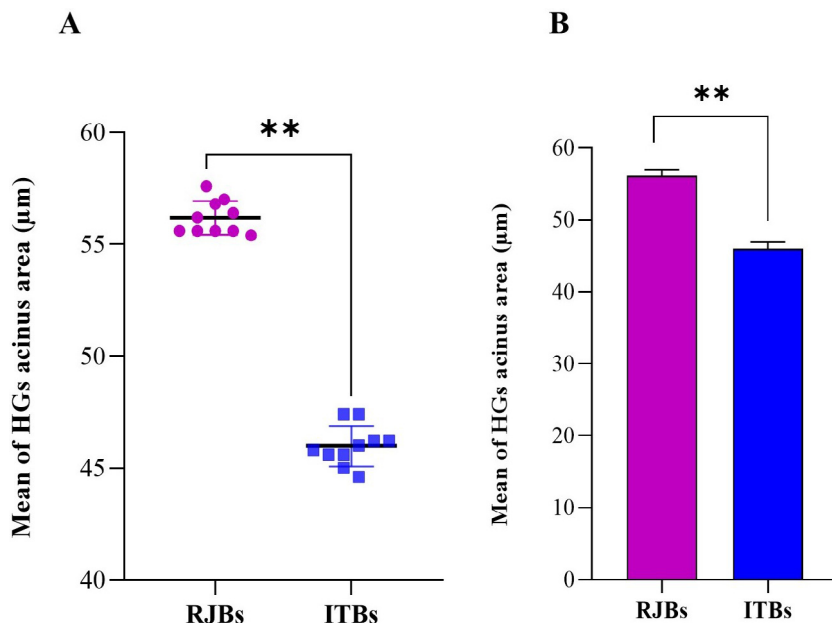 A
**
Mean of HGs acinus area (μm)
60
55
50
45
40
RJBs
ITBs
B
**
Mean of HGs acinus area (μm)
60
50
40
30
20
10
0
RJBs
ITBs